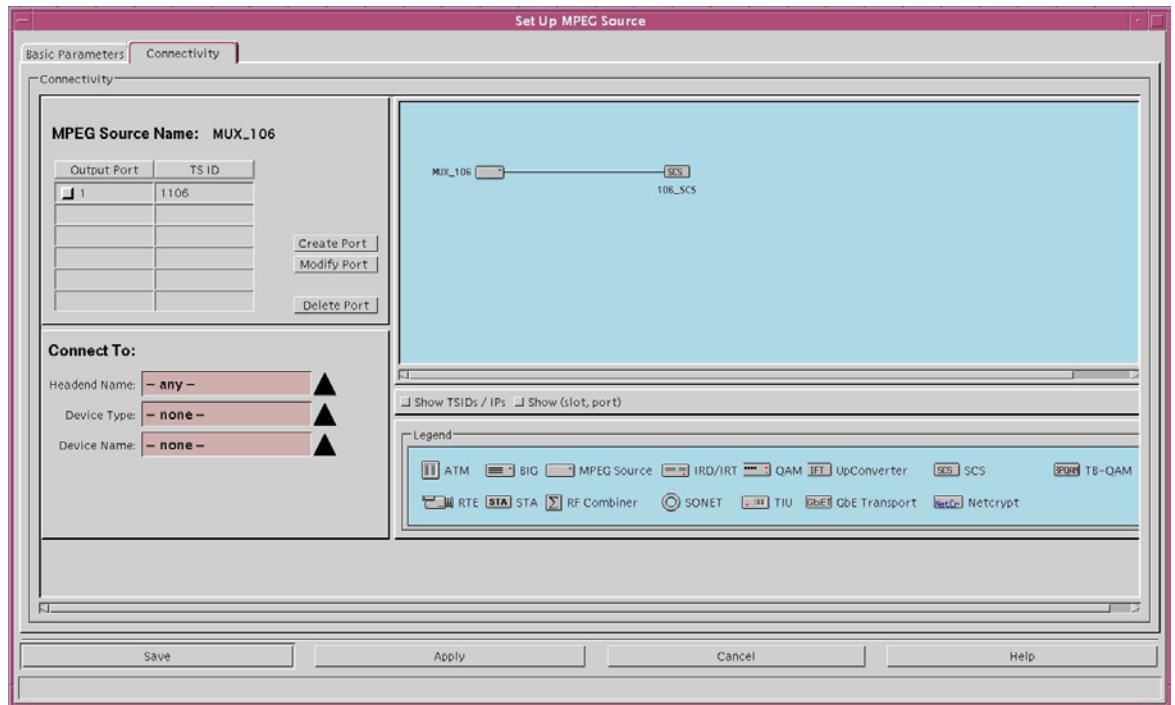 Set Up MPEG Source
Basic Parameters Connectivity
Connectivity
MPEG Source Name: MUX_106
Output Port TS ID
1 1106
Create Port
Modify Port
Delete Port
MUX_106 SCS
106_SCS
Connect To:
Headend Name: – any –
Device Type: – none –
Device Name: – none –
Show TSIDs / IPs Show (slot, port)
Legend
ATM BIG MPEG Source IRD/IRT QAM IFT UpConverter SCS SCS TB-QAM
RTE STA STA Σ RF Combiner SONET TIU GbET GbE Transport NetCr Netcrypt
Save Apply Cancel Help